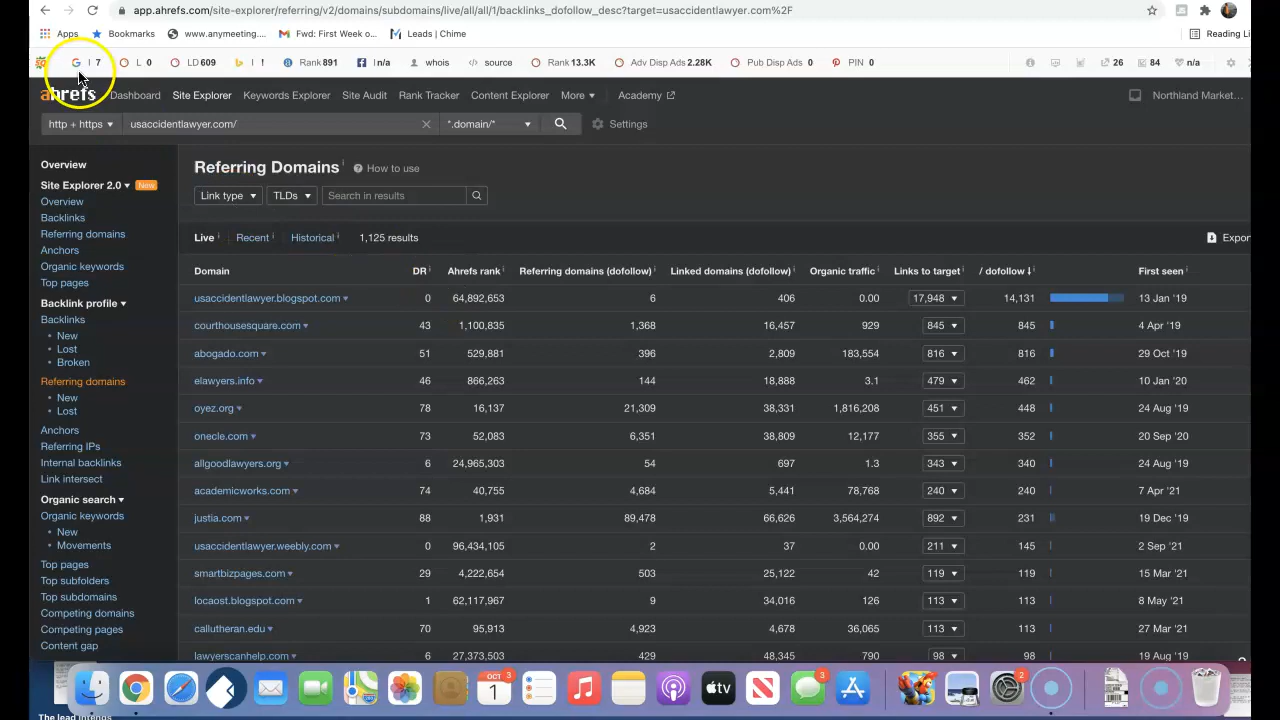 app.ahrefs.com/site-explorer/referring/v2/domains/subdomains/live/all/all/1/backlinks_dofollow_desc?target=usaccidentlawyer.com%2F
Apps Bookmarks www.anymeeting.... Fwd: First Week o... Leads | Chime Reading Li
I 7 L 0 LD 609 I ! Rank 891 I n/a whois source Rank 13.3K Adv Disp Ads 2.28K Pub Disp Ads 0 PIN 0 26 84 n/a
ahrefs Dashboard Site Explorer Keywords Explorer Site Audit Rank Tracker Content Explorer More Academy Northland Market...
http + https usaccidentlawyer.com/ *.domain/* Settings
Overview
Site Explorer 2.0 New
Overview
Backlinks
Referring domains
Anchors
Organic keywords
Top pages
Backlink profile
Backlinks
New
Lost
Broken
Referring domains
New
Lost
Anchors
Referring IPs
Internal backlinks
Link intersect
Organic search
Organic keywords
New
Movements
Top pages
Top subfolders
Top subdomains
Competing domains
Competing pages
Content gap
Referring Domains i ? How to use
Link type TLDs Search in results
Live i Recent i Historical i 1,125 results Expor
Domain DR i Ahrefs rank i Referring domains (dofollow) i Linked domains (dofollow) i Organic traffic i Links to target i / dofollow ↓ i First seen i
usaccidentlawyer.blogspot.com 0 64,892,653 6 406 0.00 17,948 14,131 13 Jan '19
courthousesquare.com 43 1,100,835 1,368 16,457 929 845 845 4 Apr '19
abogado.com 51 529,881 396 2,809 183,554 816 816 29 Oct '19
elawyers.info 46 866,263 144 18,888 3.1 479 462 10 Jan '20
oyez.org 78 16,137 21,309 38,331 1,816,208 451 448 24 Aug '19
onecle.com 73 52,083 6,351 38,809 12,177 355 352 20 Sep '20
allgoodlawyers.org 6 24,965,303 54 697 1.3 343 340 24 Aug '19
academicworks.com 74 40,755 4,684 5,441 78,768 240 240 7 Apr '21
justia.com 88 1,931 89,478 66,626 3,564,274 892 231 19 Dec '19
usaccidentlawyer.weebly.com 0 96,434,105 2 37 0.00 211 145 2 Sep '21
smartbizpages.com 29 4,222,654 503 25,122 42 119 119 15 Mar '21
locaost.blogspot.com 1 62,117,967 9 34,016 126 113 113 8 May '21
callutheran.edu 70 95,913 4,923 4,678 36,065 113 113 27 Mar '21
lawyerscanhelp.com 6 27,373,503 429 48,345 790 98 98 19 Aug '21
OCT 1 3 tv 3 2